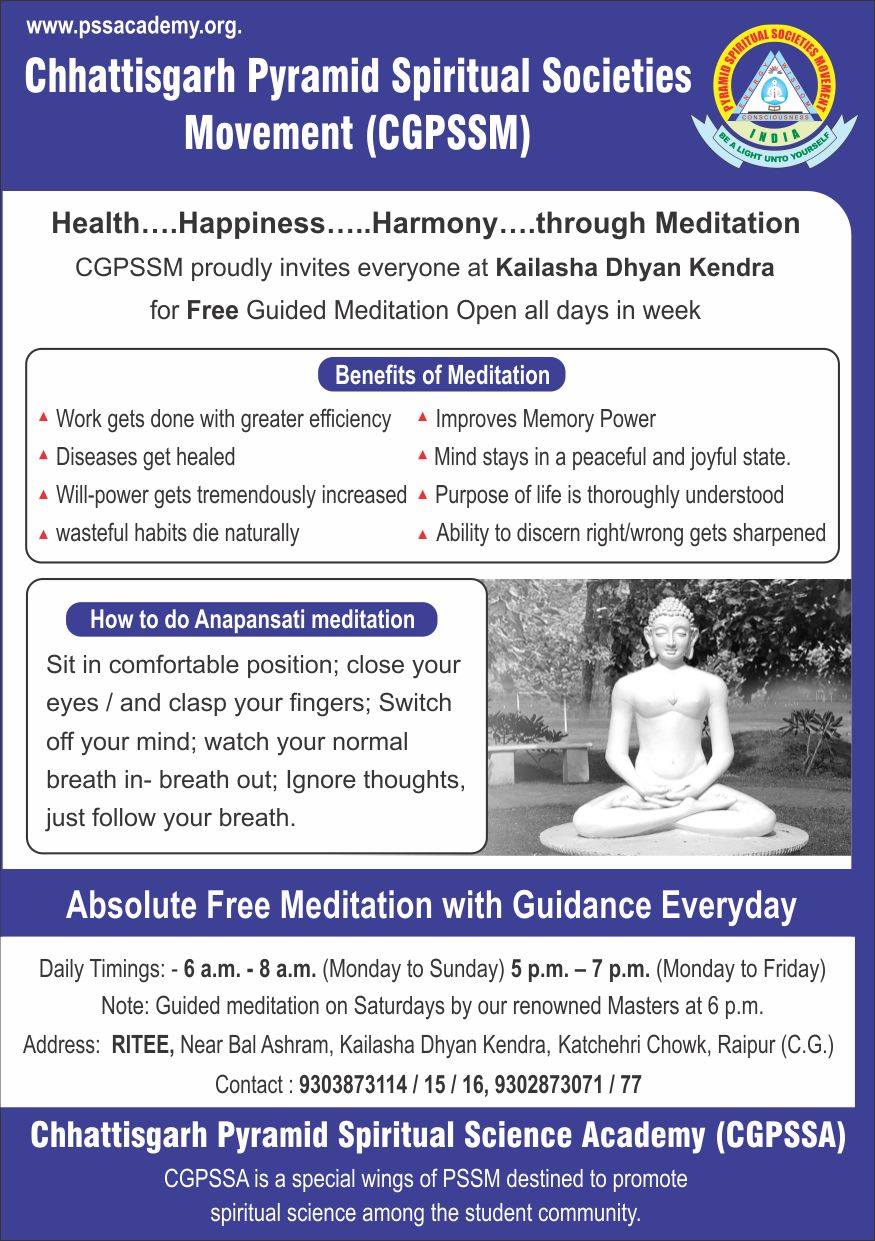 www.pssacademy.org.
Chhattisgarh Pyramid Spiritual Societies
Movement (CGPSSM)
PYRAMID SPIRITUAL SOCIETIES MOVEMENT
ENERGY WISDOM
CONSCIOUSNESS
INDIA
BE A LIGHT UNTO YOURSELF
Health....Happiness.....Harmony....through Meditation
CGPSSM proudly invites everyone at Kailasha Dhyan Kendra
for Free Guided Meditation Open all days in week
Benefits of Meditation
Work gets done with greater efficiency
Diseases get healed
Will-power gets tremendously increased
wasteful habits die naturally
Improves Memory Power
Mind stays in a peaceful and joyful state.
Purpose of life is thoroughly understood
Ability to discern right/wrong gets sharpened
How to do Anapansati meditation
Sit in comfortable position; close your
eyes / and clasp your fingers; Switch
off your mind; watch your normal
breath in- breath out; Ignore thoughts,
just follow your breath.
Absolute Free Meditation with Guidance Everyday
Daily Timings: - 6 a.m. - 8 a.m. (Monday to Sunday) 5 p.m. – 7 p.m. (Monday to Friday)
Note: Guided meditation on Saturdays by our renowned Masters at 6 p.m.
Address: RITEE, Near Bal Ashram, Kailasha Dhyan Kendra, Katchehri Chowk, Raipur (C.G.)
Contact : 9303873114 / 15 / 16, 9302873071 / 77
Chhattisgarh Pyramid Spiritual Science Academy (CGPSSA)
CGPSSA is a special wings of PSSM destined to promote
spiritual science among the student community.